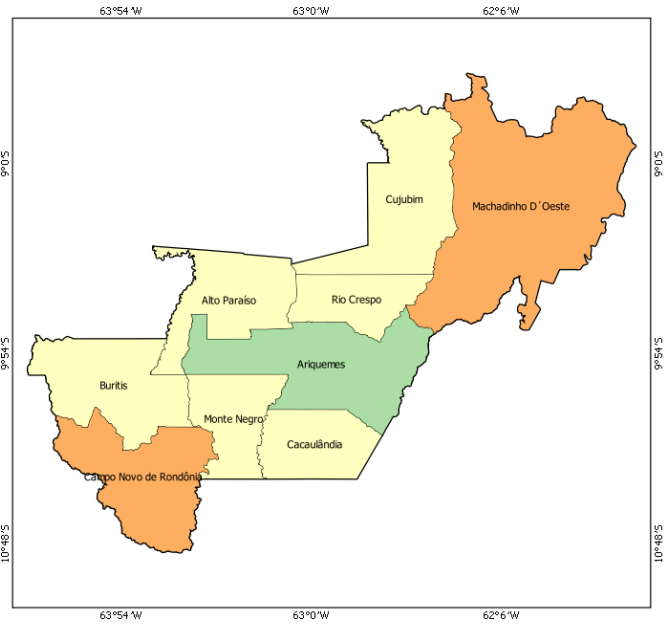 63°54´W 63°0´W 62°6´W
9°0´S 9°0´S
Cujubim
Machadinho D´Oeste
Alto Paraíso
Rio Crespo
9°54´S 9°54´S
Ariquemes
Buritis
Monte Negro
Cacaulândia
Campo Novo de Rondônia
10°48´S 10°48´S
63°54´W 63°0´W 62°6´W